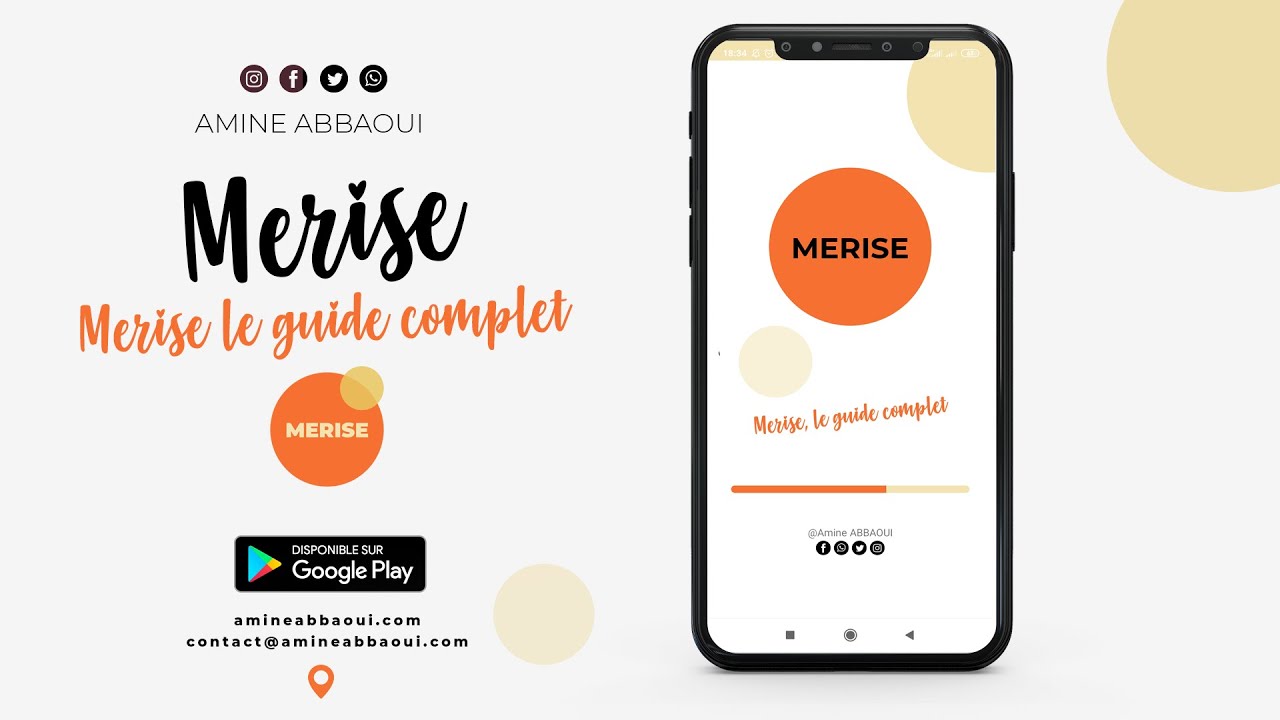 AMINE ABBAOUI
Merise
Merise le guide complet
MERISE
DISPONIBLE SUR
Google Play
amineabbaoui.com
contact@amineabbaoui.com
18:34
MERISE
Merise, le guide complet
@Amine ABBAOUI